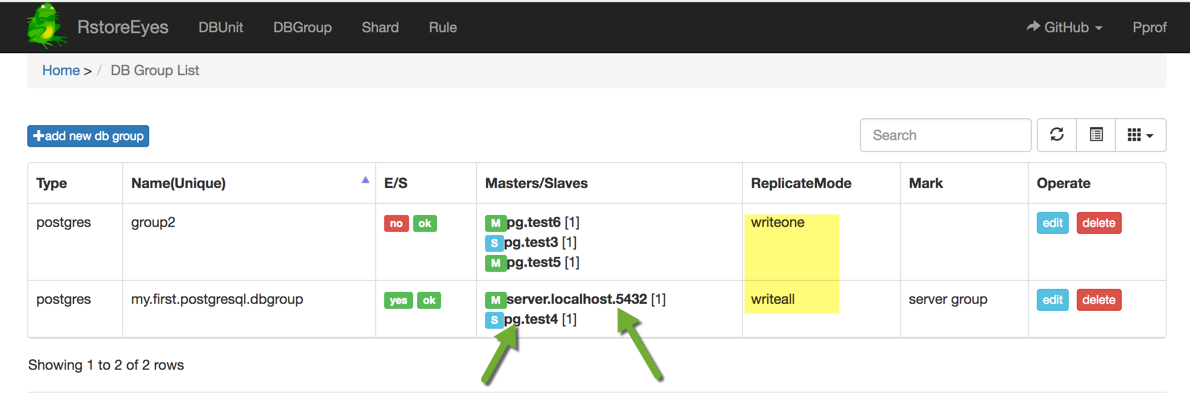 RstoreEyes DBUnit DBGroup Shard Rule GitHub Pprof
Home > / DB Group List
add new db group Search
Type Name(Unique) E/S Masters/Slaves ReplicateMode Mark Operate
postgres group2 no ok M pg.test6 [1] writeone edit delete
S pg.test3 [1]
M pg.test5 [1]
postgres my.first.postgresql.dbgroup yes ok M server.localhost.5432 [1] writeall server group edit delete
S pg.test4 [1]
Showing 1 to 2 of 2 rows